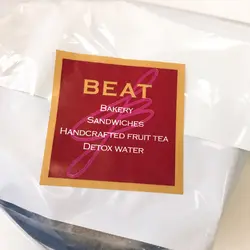 BEAT
BAKERY
SANDWICHES
HANDCRAFTED FRUIT TEA
DETOX WATER